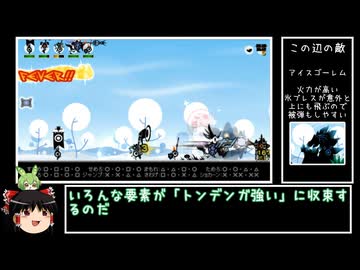 FEVER!!
この辺の敵
アイスゴーレム
火力が高い
氷ブレスが意外と
上にも飛ぶので
被弾もしやすい
いろんな要素が「トンデンガ強い」に収束す
るのだ